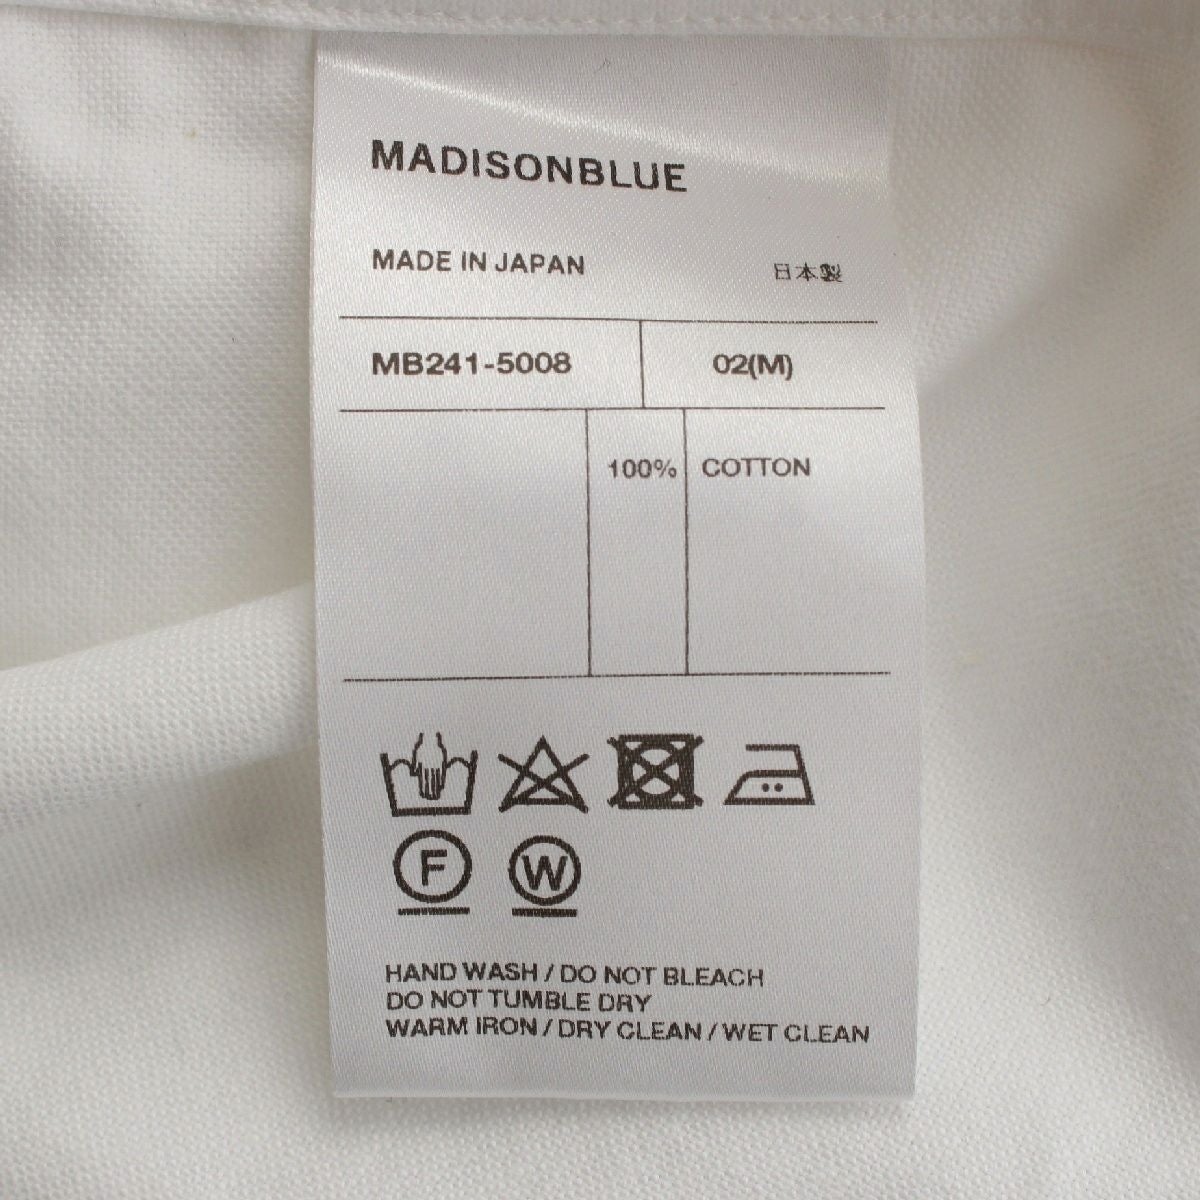 MADISONBLUE
MADE IN JAPAN 日本製
MB241-5008 02(M)
100% COTTON
F W
HAND WASH / DO NOT BLEACH
DO NOT TUMBLE DRY
WARM IRON / DRY CLEAN / WET CLEAN